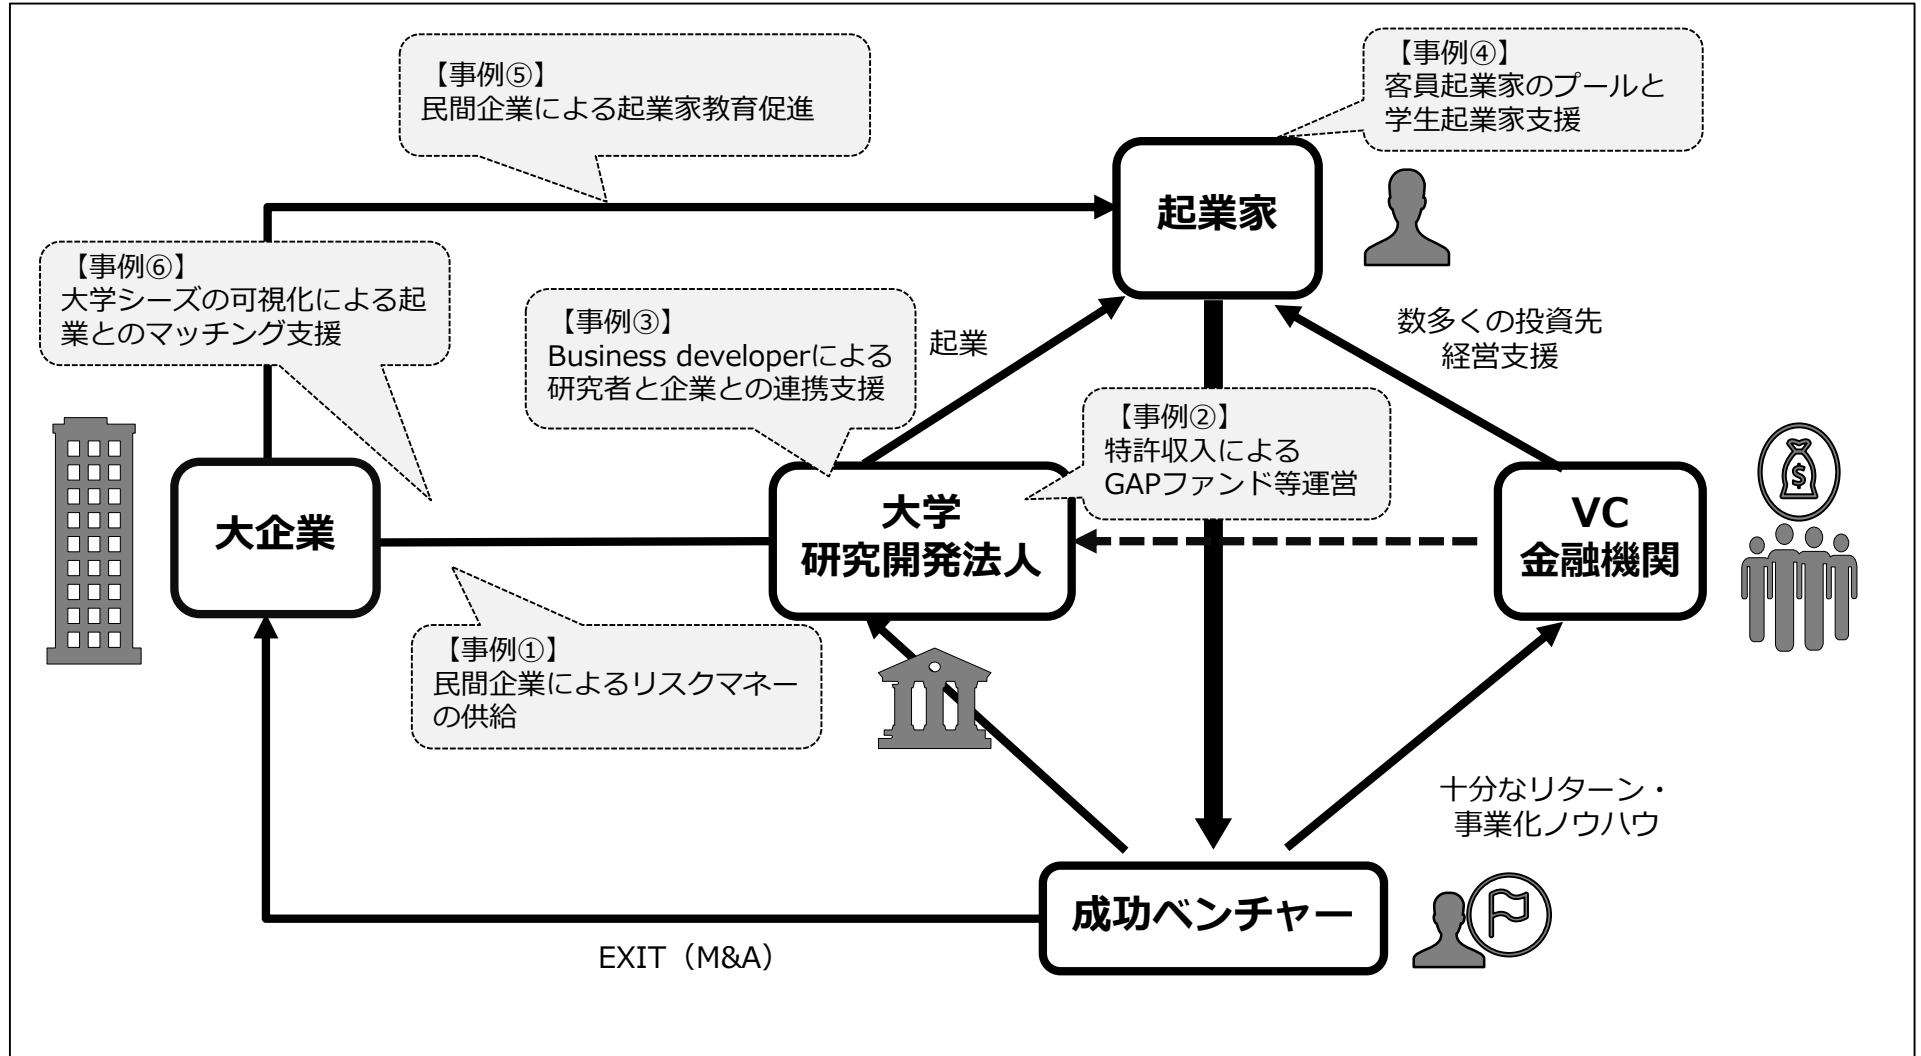 【事例⑤】
民間企業による起業家教育促進
【事例④】
客員起業家のプールと
学生起業家支援
起業家
【事例⑥】
大学シーズの可視化による起
業とのマッチング支援
【事例③】
Business developerによる
研究者と企業との連携支援
起業
数多くの投資先
経営支援
【事例②】
特許収入による
GAPファンド等運営
大企業
大学
研究開発法人
VC
金融機関
【事例①】
民間企業によるリスクマネー
の供給
十分なリターン・
事業化ノウハウ
成功ベンチャー
EXIT（M&A）
$